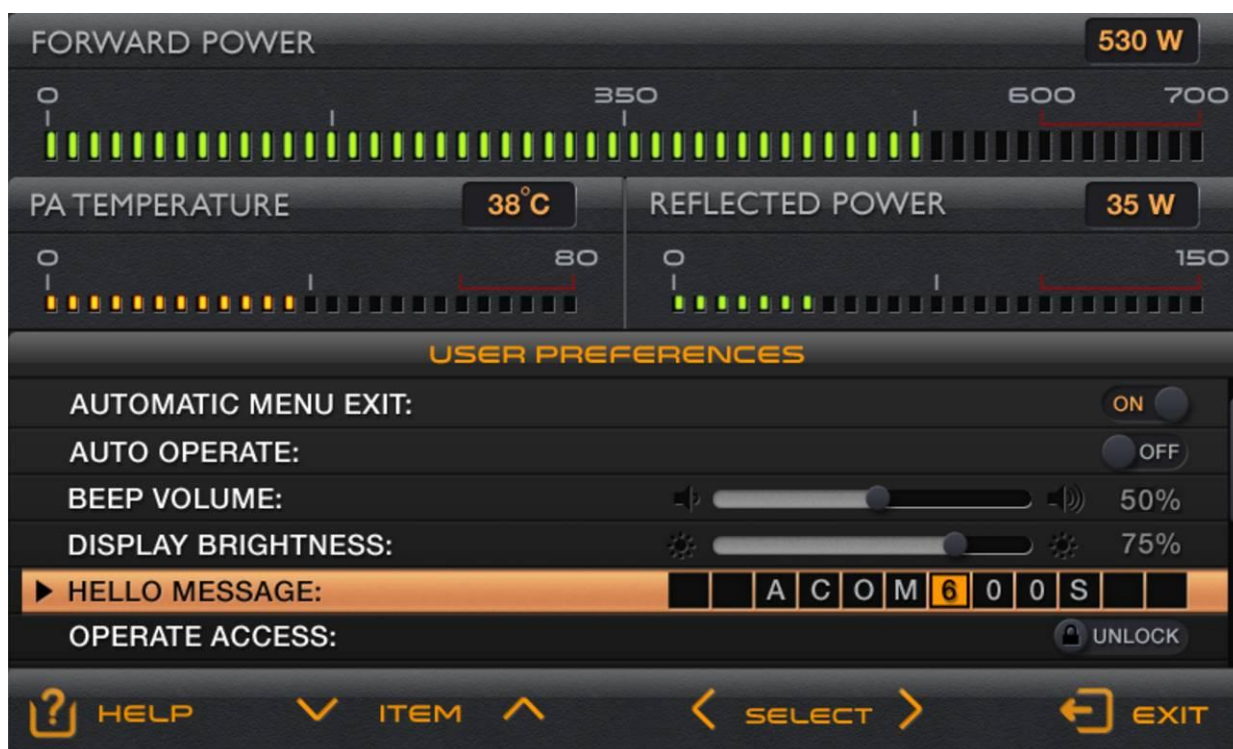 FORWARD POWER 530 W
0 350 600 700
PA TEMPERATURE 38°C
0 80
REFLECTED POWER 35 W
0 150
USER PREFERENCES
AUTOMATIC MENU EXIT: ON
AUTO OPERATE: OFF
BEEP VOLUME: 50%
DISPLAY BRIGHTNESS: 75%
HELLO MESSAGE: ACOM600S
OPERATE ACCESS: UNLOCK
? HELP ITEM SELECT EXIT